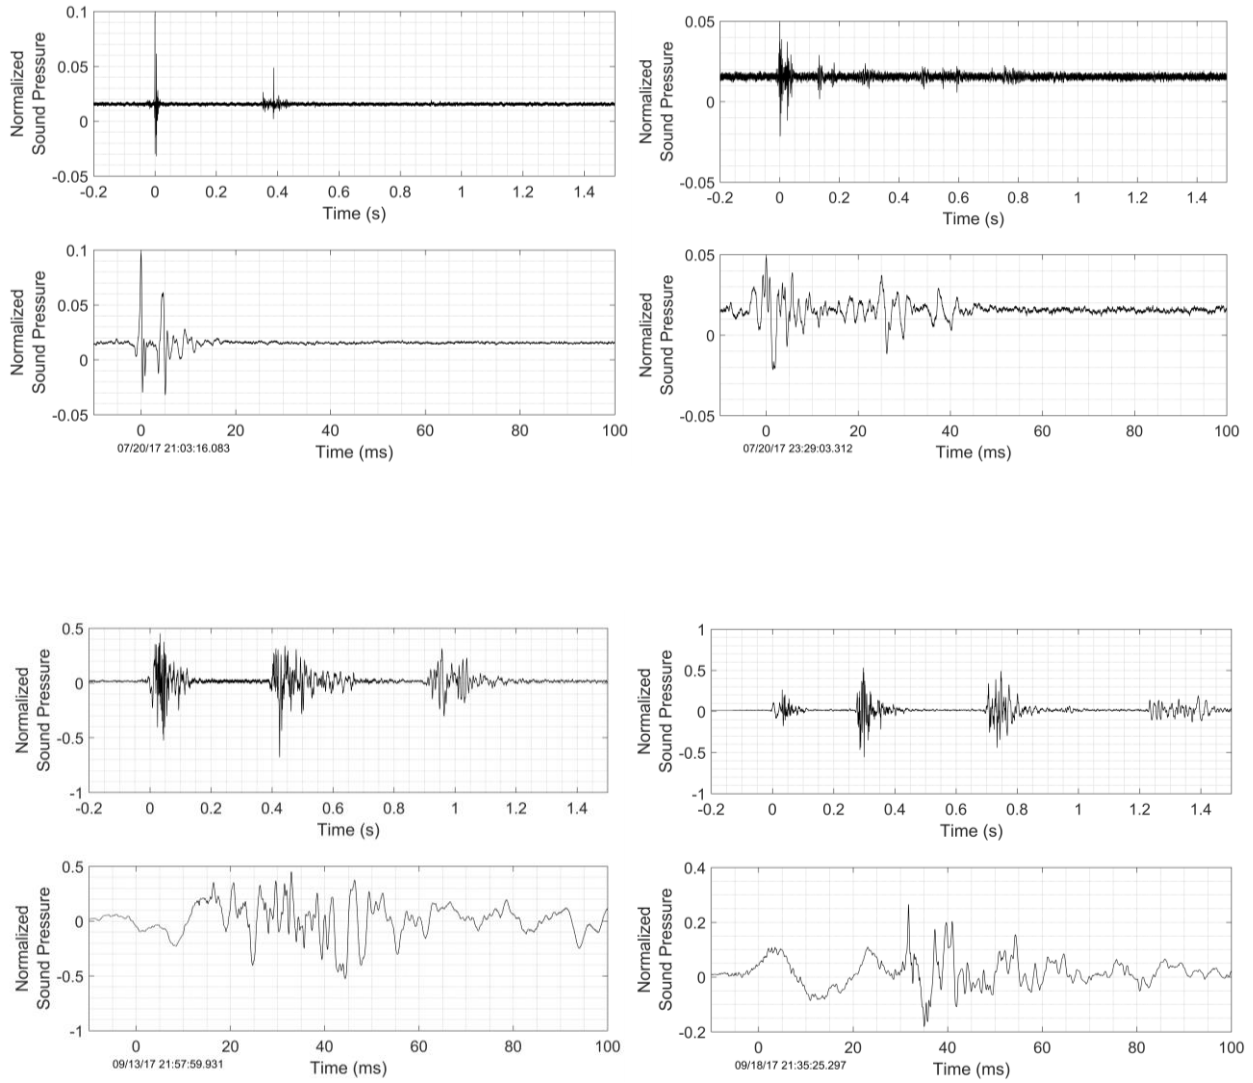 Normalized
Sound Pressure
0.1
0.05
0
-0.05
-0.2 0 0.2 0.4 0.6 0.8 1 1.2 1.4
Time (s)
Normalized
Sound Pressure
0.05
0
-0.05
-0.2 0 0.2 0.4 0.6 0.8 1 1.2 1.4
Time (s)
Normalized
Sound Pressure
0.1
0.05
0
-0.05
0 20 40 60 80 100
07/20/17 21:03:16.083
Time (ms)
Normalized
Sound Pressure
0.05
0
-0.05
0 20 40 60 80 100
07/20/17 23:29:03.312
Time (ms)
Normalized
Sound Pressure
0.5
0
-0.5
-1
-0.2 0 0.2 0.4 0.6 0.8 1 1.2 1.4
Time (s)
Normalized
Sound Pressure
1
0.5
0
-0.5
-1
-0.2 0 0.2 0.4 0.6 0.8 1 1.2 1.4
Time (s)
Normalized
Sound Pressure
0.5
0
-0.5
-1
0 20 40 60 80 100
09/13/17 21:57:59.931
Time (ms)
Normalized
Sound Pressure
0.4
0.2
0
-0.2
0 20 40 60 80 100
09/18/17 21:35:25.297
Time (ms)